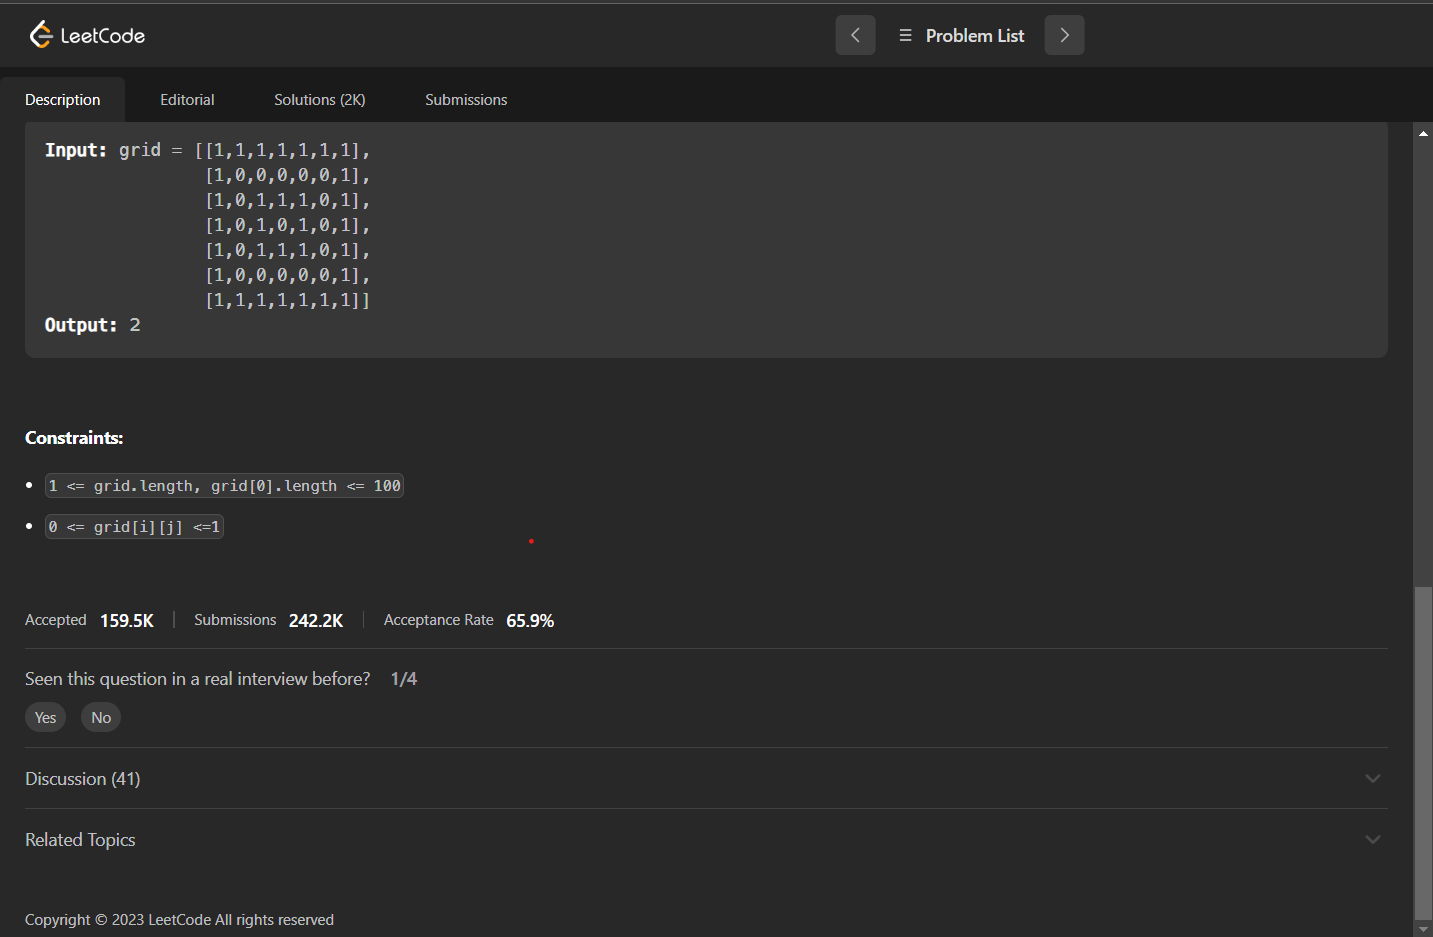 LeetCode
Problem List
Description Editorial Solutions (2K) Submissions
Input: grid = [[1,1,1,1,1,1,1],
[1,0,0,0,0,0,1],
[1,0,1,1,1,0,1],
[1,0,1,0,1,0,1],
[1,0,1,1,1,0,1],
[1,0,0,0,0,0,1],
[1,1,1,1,1,1,1]]
Output: 2
Constraints:
1 <= grid.length, grid[0].length <= 100
0 <= grid[i][j] <=1
Accepted 159.5K Submissions 242.2K Acceptance Rate 65.9%
Seen this question in a real interview before? 1/4
Yes No
Discussion (41)
Related Topics
Copyright © 2023 LeetCode All rights reserved